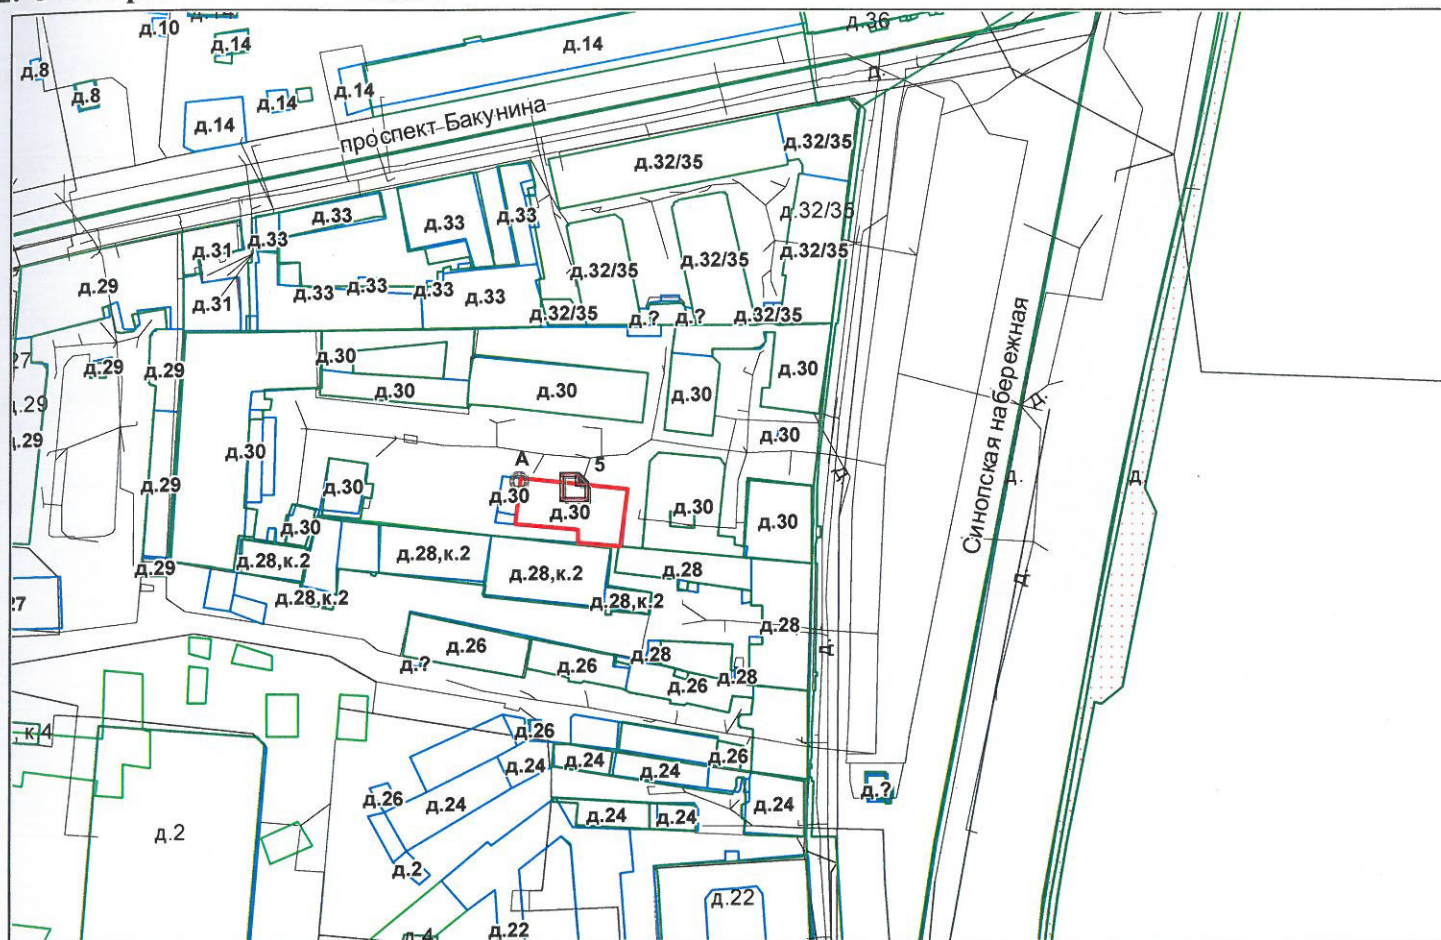 д.10
д.14
д.36
д.14
д.14
д.8
д.8
д.14
д.14
д.14
проспект Бакунина
д.
д.32/35
д.32/35
д.33
д.33
д.33
д.32/35
д.31
д.33
д.32/35
д.32/35
д.32/35
д.29
д.31
д.33
д.33
д.33
д.33
д.32/35
д.?
д.?
д.32/35
Синопская набережная
27
д.30
д.29
д.29
д.30
д.30
д.30
д.30
д.29
д.
д.29
д.30
д.30
А
5
д.
д.
д.
д.29
д.30
д.30
д.30
д.30
д.30
д.30
д.28,к.2
д.28,к.2
д.28,к.2
д.28
д.29
д.
27
д.28,к.2
д.28,к.2
д.28
д.26
д.28
д.
д.?
д.26
д.28
д.26
д.26
д.26
, к.4
д.24
д.24
д.24
д.26
д.24
д.24
д.?
д.24
д.24
д.2
д.2
д.22
д.22
д.4